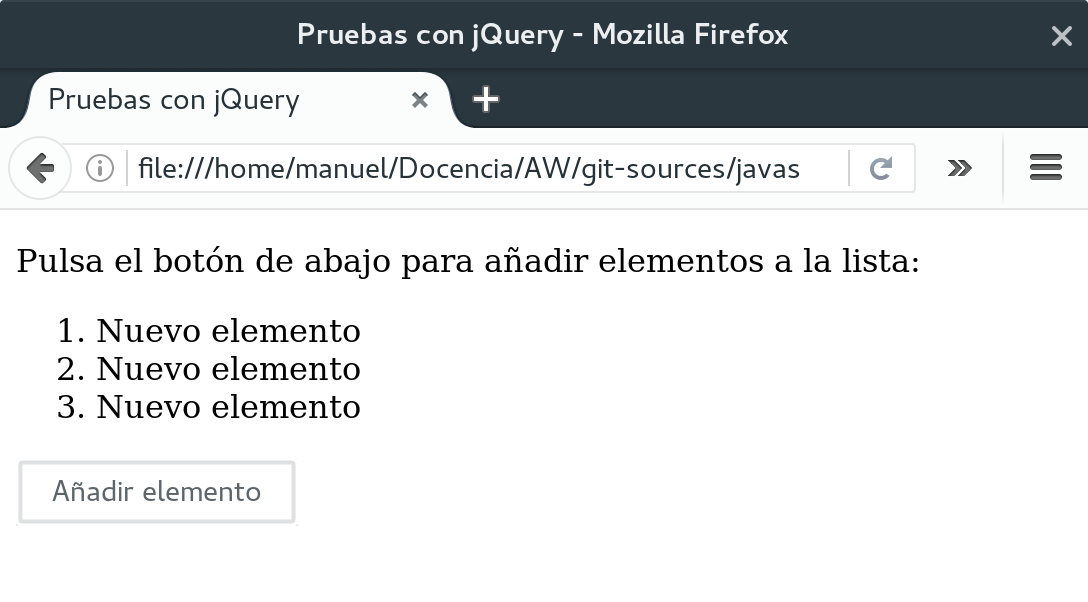 Pruebas con jQuery - Mozilla Firefox
Pruebas con jQuery
file:///home/manuel/Docencia/AW/git-sources/javas
Pulsa el botón de abajo para añadir elementos a la lista:
1. Nuevo elemento
2. Nuevo elemento
3. Nuevo elemento
Añadir elemento